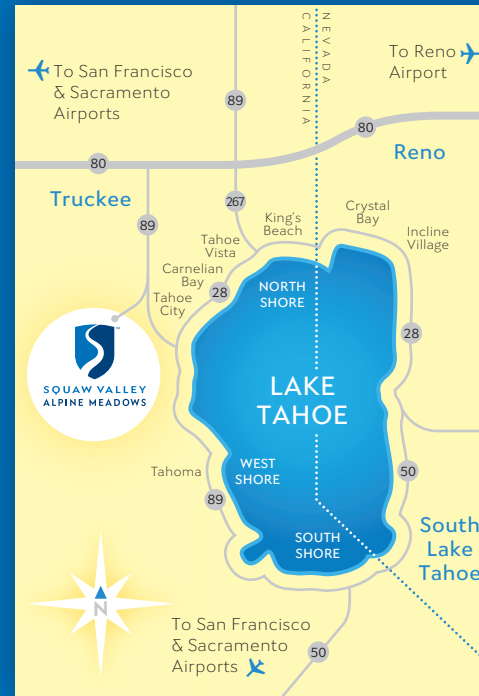 CALIFORNIA
NEVADA
To San Francisco
& Sacramento
Airports
To Reno
Airport
89
80
80
Reno
Truckee
267
89
King's
Beach
Crystal
Bay
Incline
Village
Tahoe
Vista
Carnelian
Bay
28
Tahoe
City
NORTH
SHORE
28
™
SQUAW VALLEY
ALPINE MEADOWS
LAKE
TAHOE
Tahoma
WEST
SHORE
50
89
SOUTH
SHORE
South
Lake
Tahoe
N
To San Francisco
& Sacramento
Airports
50